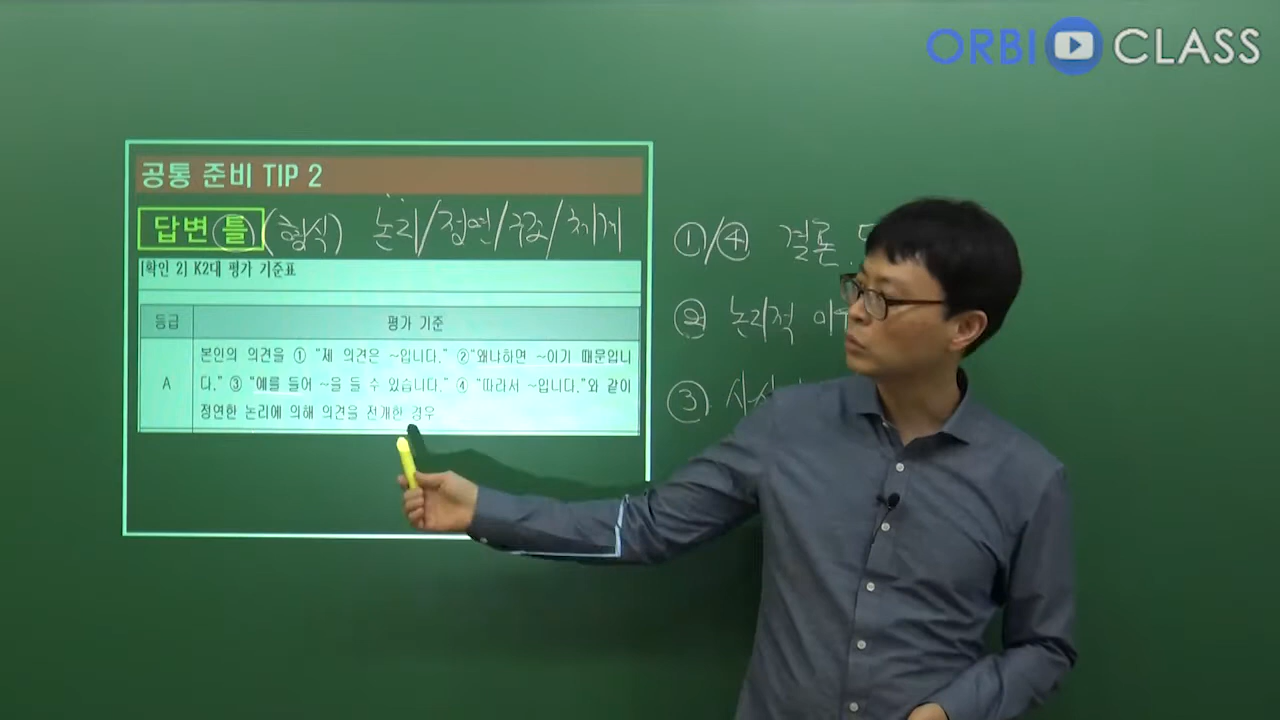 ORBI CLASS
공통 준비 TIP 2
답변 틀 (형식) 논리/정연/구조/체계
[확인 2] K2대 평가 기준표
등급 평가 기준
A
본인의 의견을 ① "제 의견은 ~입니다." ②"왜냐하면 ~이기 때문입니
다." ③ "예를 들어 ~을 들 수 있습니다." ④ "따라서 ~입니다."와 같이
정연한 논리에 의해 의견을 전개한 경우
①/④ 결론
② 논리적
③